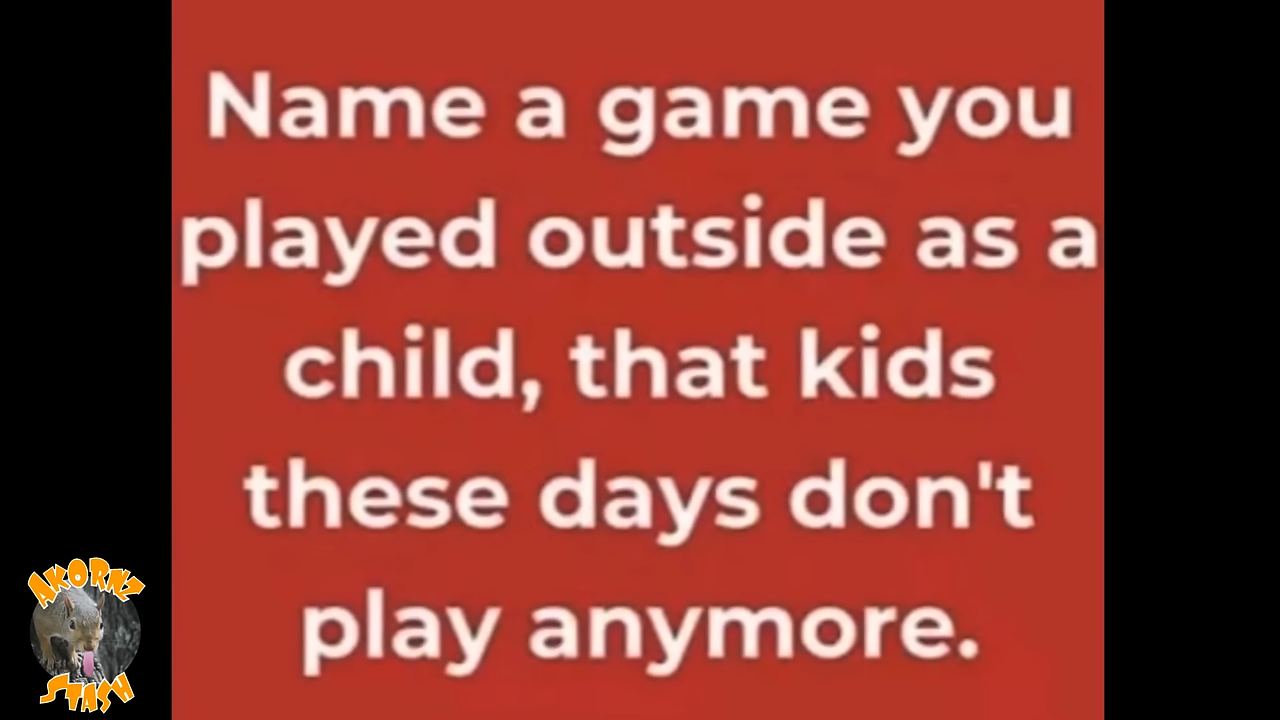 Name a game you
played outside as a
child, that kids
these days don't
play anymore.
AKORNZ
STASH